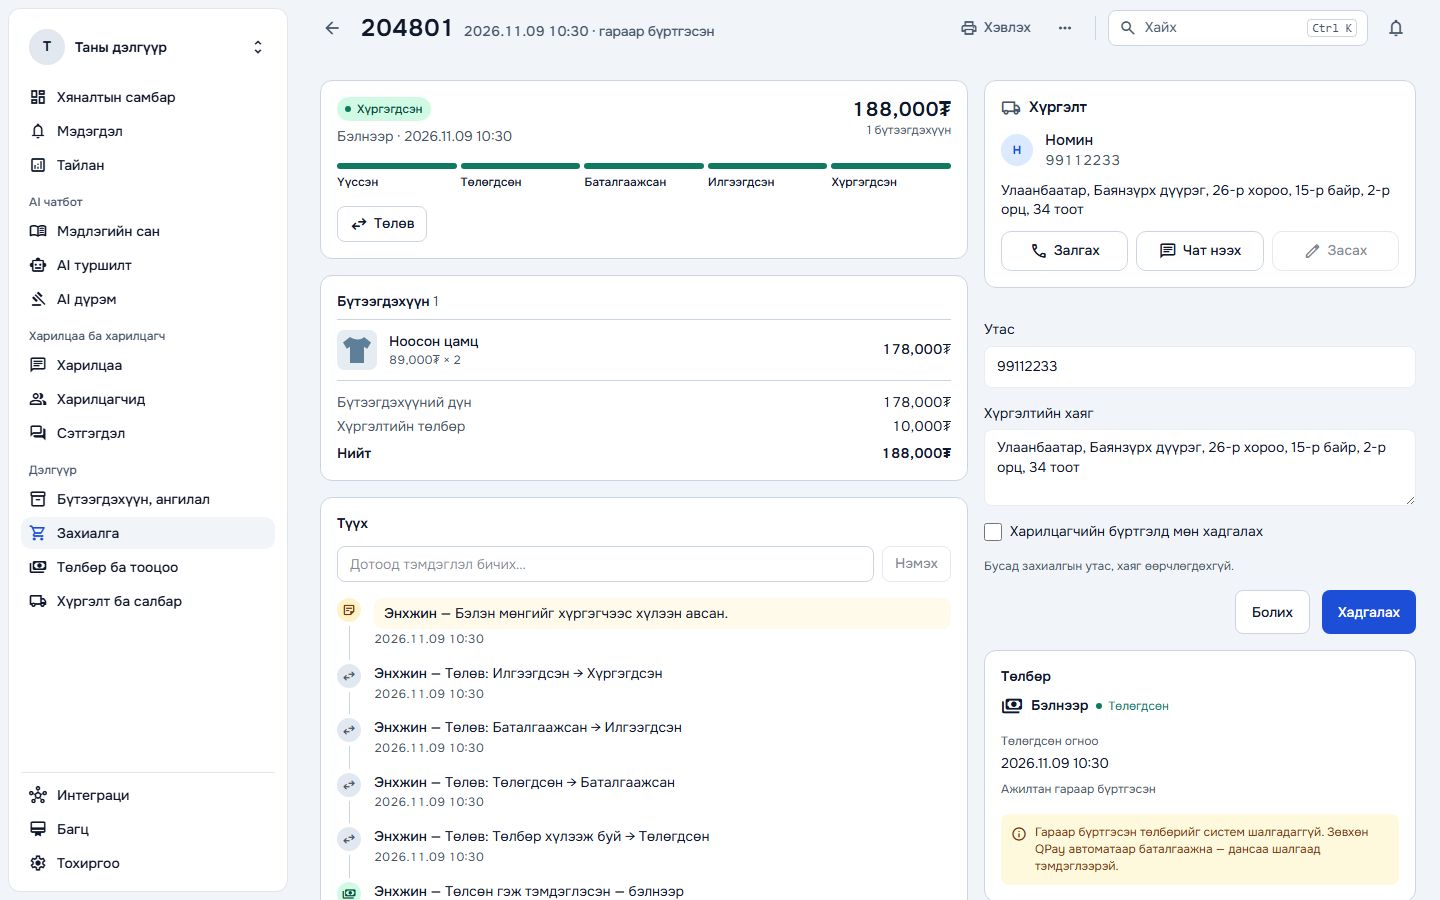 Т Таны дэлгүүр
Хяналтын самбар
Мэдэгдэл
Тайлан
AI чатбот
Мэдлэгийн сан
AI туршилт
AI дүрэм
Харилцаа ба харилцагч
Харилцаа
Харилцагчид
Сэтгэгдэл
Дэлгүүр
Бүтээгдэхүүн, ангилал
Захиалга
Төлбөр ба тооцоо
Хүргэлт ба салбар
Интеграци
Багц
Тохиргоо
204801 2026.11.09 10:30 · гараар бүртгэсэн
Хэвлэх
Хайх Ctrl K
Хүргэгдсэн
188,000₮
Бэлнээр · 2026.11.09 10:30
1 бүтээгдэхүүн
Үүссэн Төлөгдсөн Баталгаажсан Илгээгдсэн Хүргэгдсэн
Төлөв
Бүтээгдэхүүн 1
Ноосон цамц
89,000₮ × 2
178,000₮
Бүтээгдэхүүний дүн 178,000₮
Хүргэлтийн төлбөр 10,000₮
Нийт 188,000₮
Түүх
Дотоод тэмдэглэл бичих...
Нэмэх
Энхжин — Бэлэн мөнгийг хүргэгчээс хүлээн авсан.
2026.11.09 10:30
Энхжин — Төлөв: Илгээгдсэн → Хүргэгдсэн
2026.11.09 10:30
Энхжин — Төлөв: Баталгаажсан → Илгээгдсэн
2026.11.09 10:30
Энхжин — Төлөв: Төлөгдсөн → Баталгаажсан
2026.11.09 10:30
Энхжин — Төлөв: Төлбөр хүлээж буй → Төлөгдсөн
2026.11.09 10:30
Энхжин — Төлсөн гэж тэмдэглэсэн — бэлнээр
Хүргэлт
Н
Номин
99112233
Улаанбаатар, Баянзүрх дүүрэг, 26-р хороо, 15-р байр, 2-р
орц, 34 тоот
Залгах Чат нээх Засах
Утас
99112233
Хүргэлтийн хаяг
Улаанбаатар, Баянзүрх дүүрэг, 26-р хороо, 15-р байр, 2-р
орц, 34 тоот
Харилцагчийн бүртгэлд мөн хадгалах
Бусад захиалгын утас, хаяг өөрчлөгдөхгүй.
Болих Хадгалах
Төлбөр
Бэлнээр Төлөгдсөн
Төлөгдсөн огноо
2026.11.09 10:30
Ажилтан гараар бүртгэсэн
Гараар бүртгэсэн төлбөрийг систем шалгадаггүй. Зөвхөн
QPay автоматаар баталгаажна — дансаа шалгаад
тэмдэглээрэй.